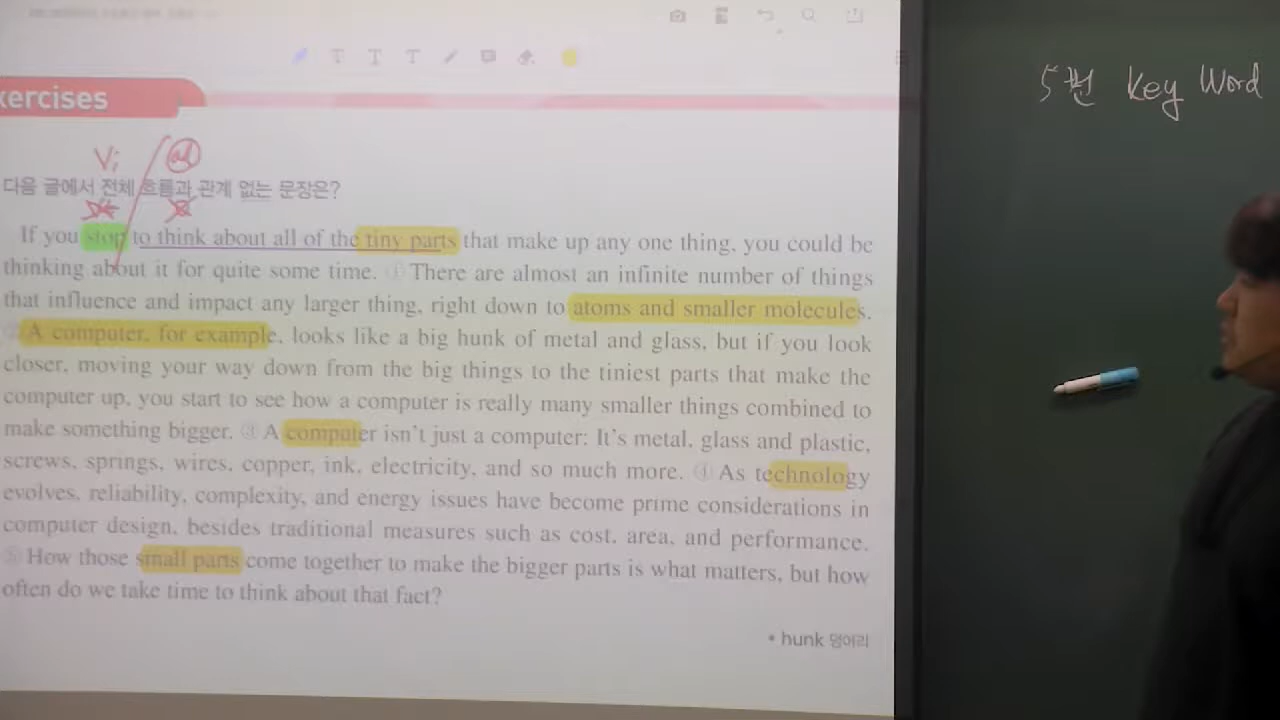 xercises
5번 Key Word
Vi
ad
다음 글에서 전체 흐름과 관계 없는 문장은?
If you stop to think about all of the tiny parts that make up any one thing, you could be
thinking about it for quite some time. ① There are almost an infinite number of things
that influence and impact any larger thing, right down to atoms and smaller molecules.
② A computer, for example, looks like a big hunk of metal and glass, but if you look
closer, moving your way down from the big things to the tiniest parts that make the
computer up, you start to see how a computer is really many smaller things combined to
make something bigger. ③ A computer isn't just a computer: It's metal, glass and plastic,
screws, springs, wires, copper, ink, electricity, and so much more. ④ As technology
evolves, reliability, complexity, and energy issues have become prime considerations in
computer design, besides traditional measures such as cost, area, and performance.
⑤ How those small parts come together to make the bigger parts is what matters, but how
often do we take time to think about that fact?
• hunk 덩어리